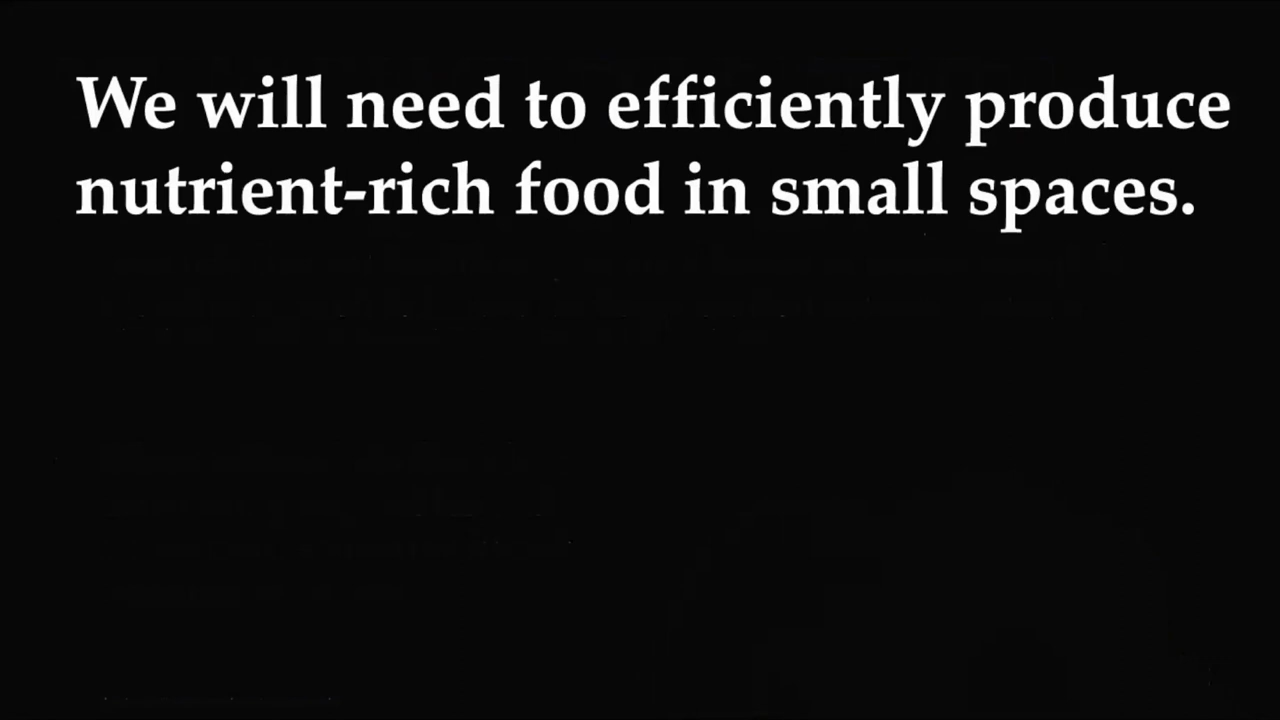 We will need to efficiently produce
nutrient-rich food in small spaces.